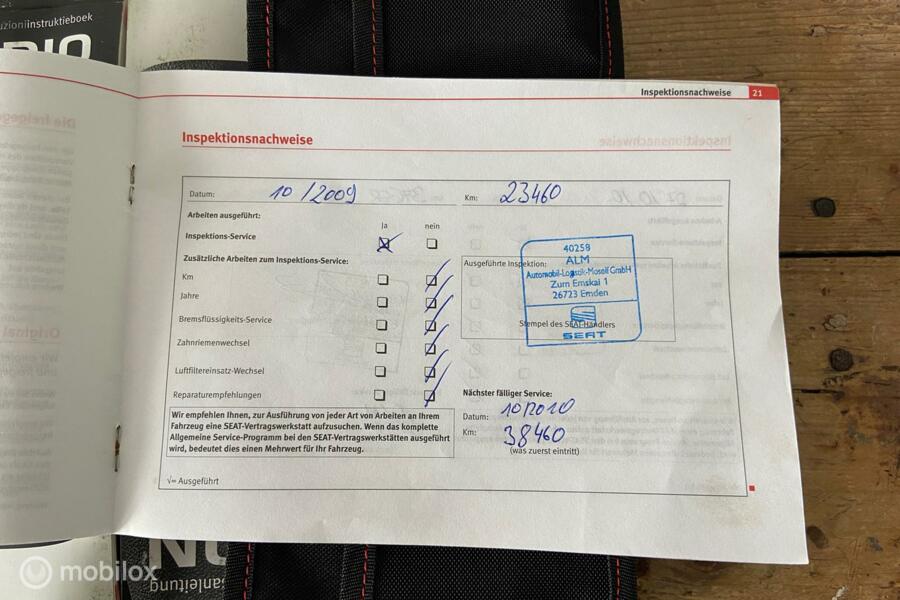 instruktieboek
Inspektionsnachweise 21
Inspektionsnachweise
Datum: 10/2009 Km: 23460
Arbeiten ausgeführt:
Ja nein
Inspektions-Service
Zusätzliche Arbeiten zum Inspektions-Service:
Ausgeführte Inspektion:
Km
Jahre
Bremsflüssigkeits-Service
Zahnriemenwechsel
Luftfiltereinsatz-Wechsel
Reparaturempfehlungen
40258
ALM
Automobil-Logistik-Mosolf GmbH
Zum Emskai 1
26723 Emden
Stempel des SEAT-Händlers
SEAT
Wir empfehlen Ihnen, zur Ausführung von jeder Art von Arbeiten an Ihrem
Fahrzeug eine SEAT-Vertragswerkstatt aufzusuchen. Wenn das komplette
Allgemeine Service-Programm bei den SEAT-Vertragswerkstätten ausgeführt
wird, bedeutet dies einen Mehrwert für Ihr Fahrzeug.
Nächster fälliger Service:
Datum: 10/2010
Km: 38460
(was zuerst eintritt)
√= Ausgeführt
mobilox